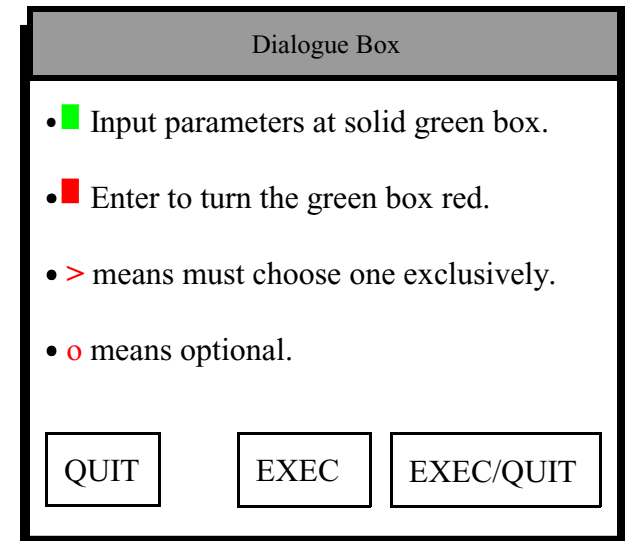 Dialogue Box
• Input parameters at solid green box.
• Enter to turn the green box red.
• > means must choose one exclusively.
• o means optional.
QUIT EXEC EXEC/QUIT